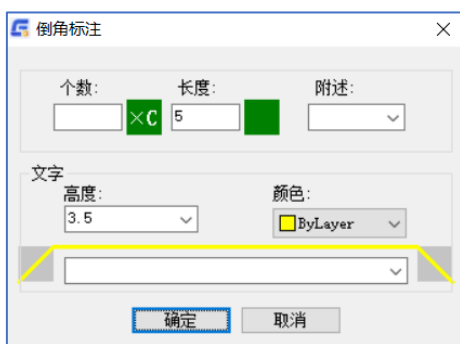 倒角标注
个数: 长度: 附述:
×C 5
文字
高度: 颜色:
3.5 ByLayer
确定 取消